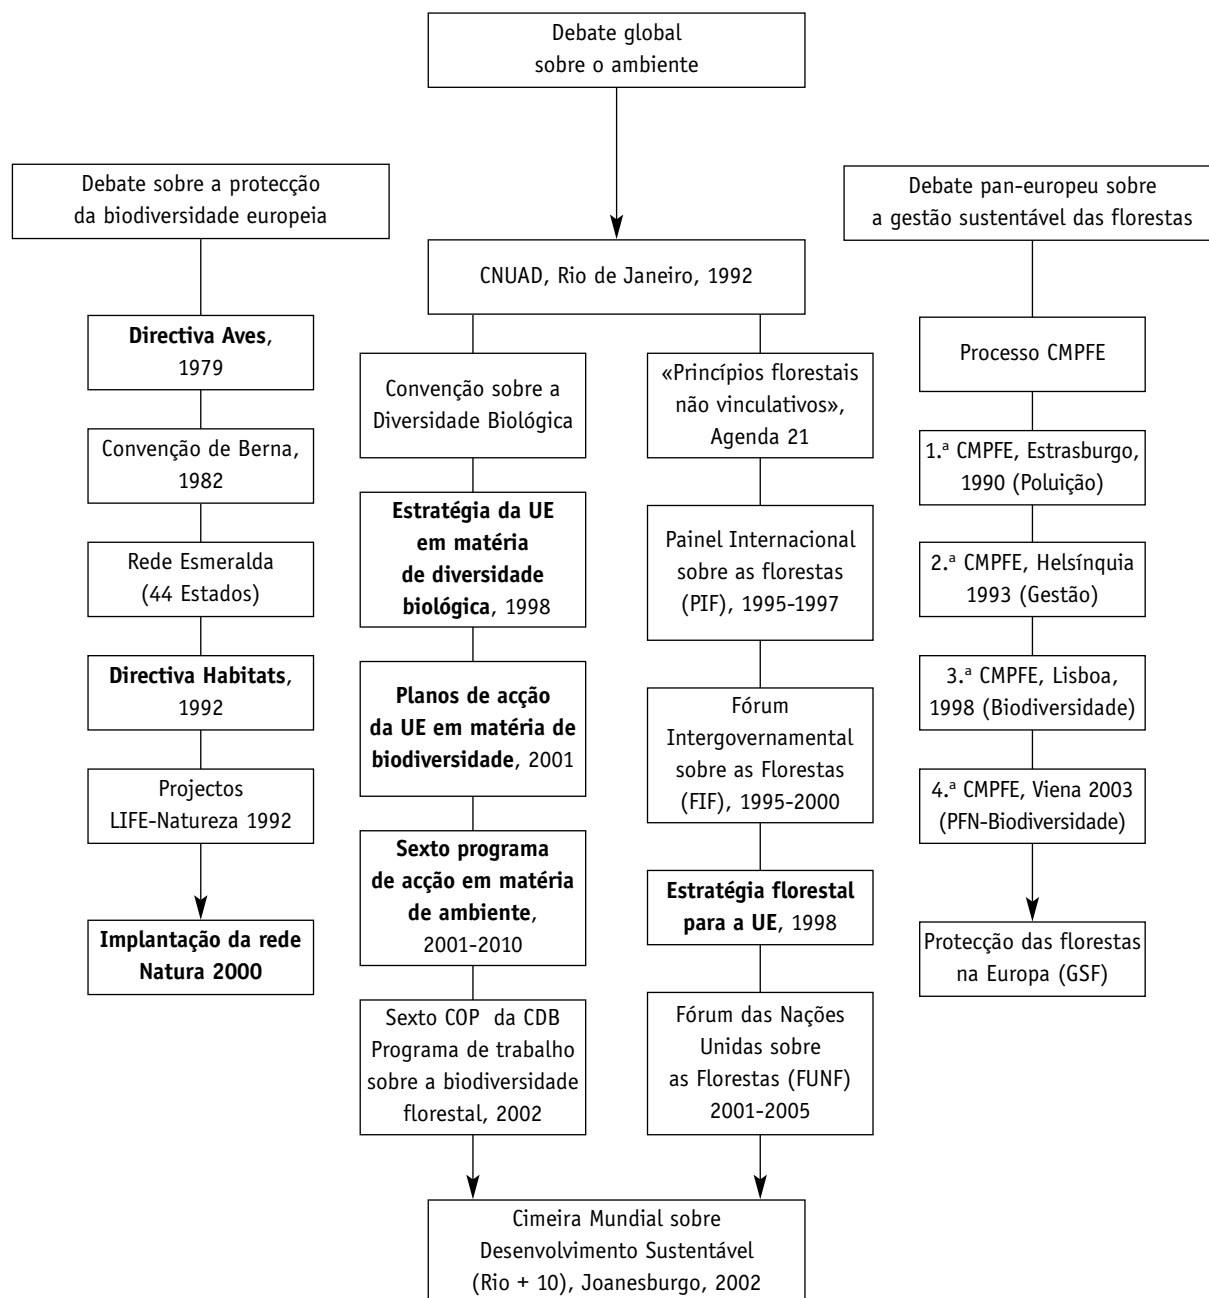 Debate global
sobre o ambiente
Debate sobre a protecção
da biodiversidade europeia
Debate pan-europeu sobre
a gestão sustentável das florestas
CNUAD, Rio de Janeiro, 1992
Directiva Aves,
1979
Convenção de Berna,
1982
Rede Esmeralda
(44 Estados)
Directiva Habitats,
1992
Projectos
LIFE-Natureza 1992
Implantação da rede
Natura 2000
Convenção sobre a
Diversidade Biológica
Estratégia da UE
em matéria
de diversidade
biológica, 1998
Planos de acção
da UE em matéria de
biodiversidade, 2001
Sexto programa
de acção em matéria
de ambiente,
2001-2010
Sexto COP da CDB
Programa de trabalho
sobre a biodiversidade
florestal, 2002
«Princípios florestais
não vinculativos»,
Agenda 21
Painel Internacional
sobre as florestas
(PIF), 1995-1997
Fórum
Intergovernamental
sobre as Florestas
(FIF), 1995-2000
Estratégia florestal
para a UE, 1998
Fórum das Nações
Unidas sobre
as Florestas (FUNF)
2001-2005
Processo CMPFE
1.ª CMPFE, Estrasburgo,
1990 (Poluição)
2.ª CMPFE, Helsínquia
1993 (Gestão)
3.ª CMPFE, Lisboa,
1998 (Biodiversidade)
4.ª CMPFE, Viena 2003
(PFN-Biodiversidade)
Protecção das florestas
na Europa (GSF)
Cimeira Mundial sobre
Desenvolvimento Sustentável
(Rio + 10), Joanesburgo, 2002